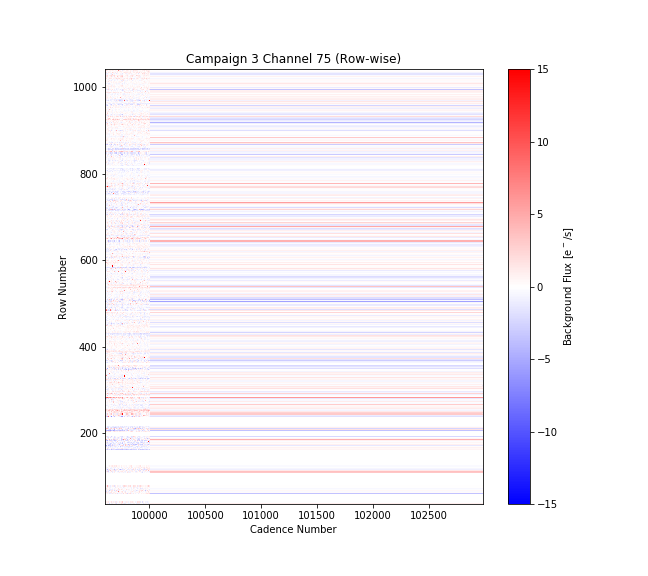 Campaign 3 Channel 75 (Row-wise)
1000
800
600
400
200
Row Number
100000 100500 101000 101500 102000 102500
Cadence Number
15
10
5
0
−5
−10
−15
Background Flux [e⁻/s]